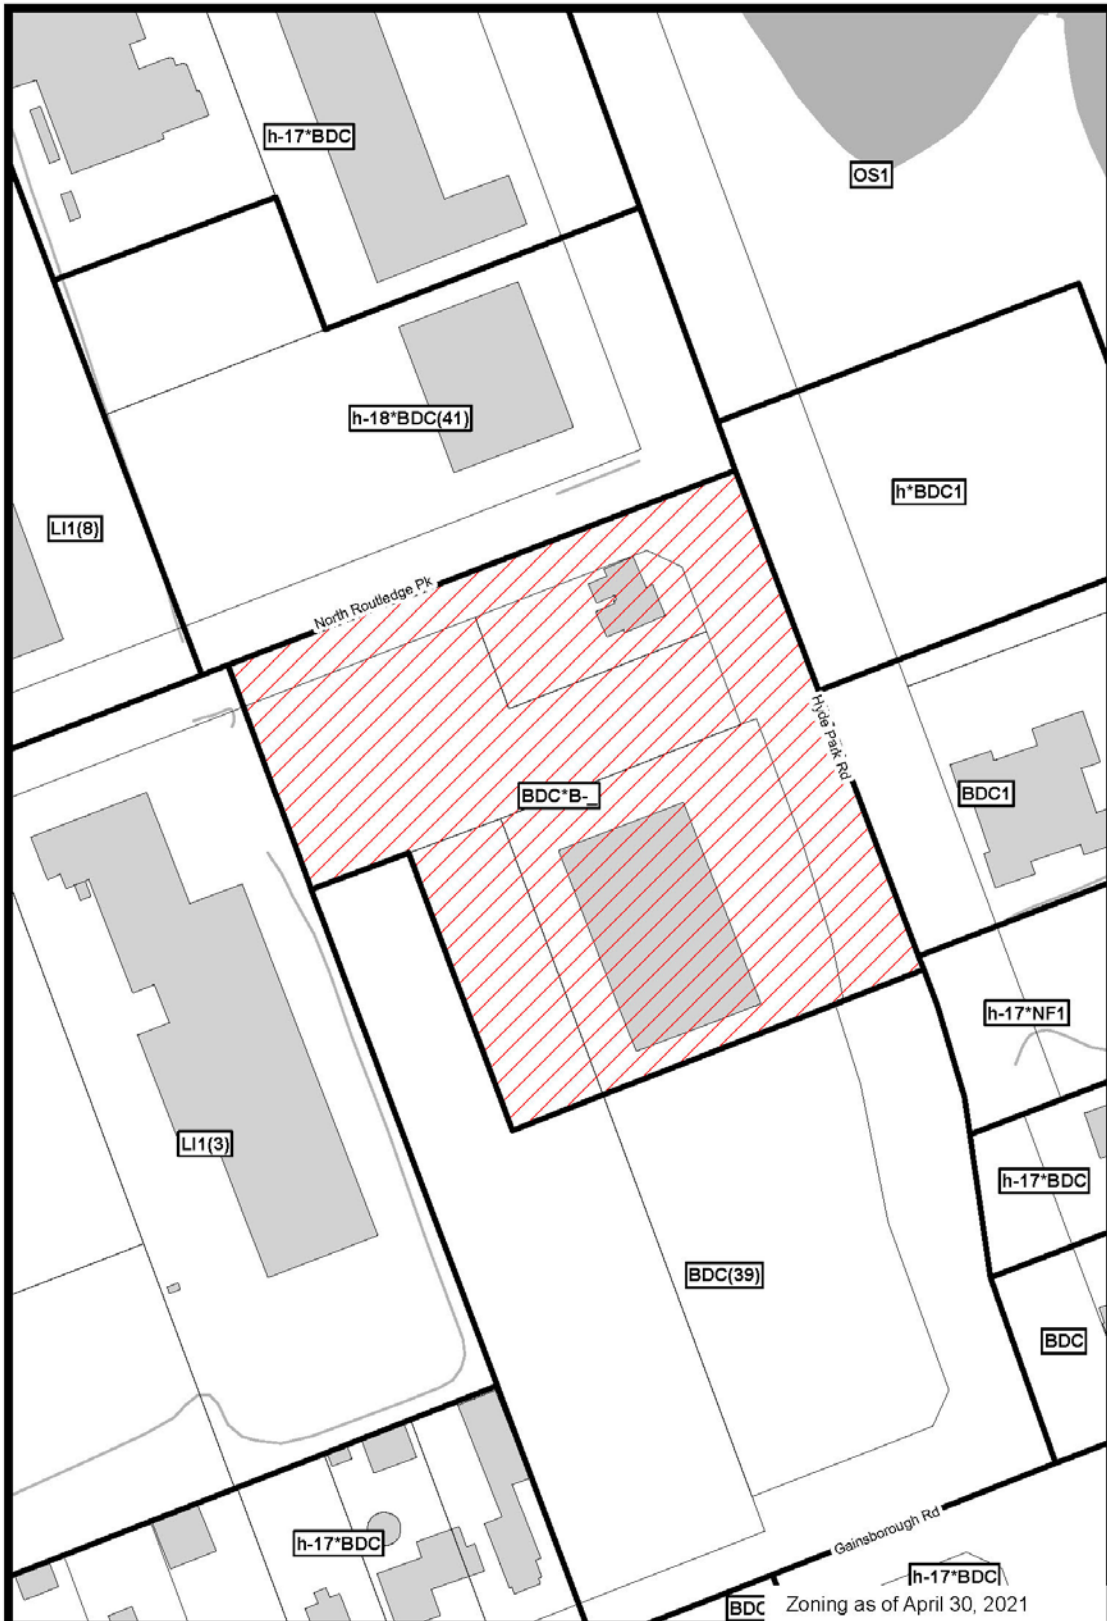 h-17*BDC
OS1
h-18*BDC(41)
h*BDC1
LI1(8)
North Routledge Pk
Hyde Park Rd
BDC*B-_
BDC1
h-17*NF1
LI1(3)
h-17*BDC
BDC(39)
BDC
Gainsborough Rd
h-17*BDC
h-17*BDC
BDC
Zoning as of April 30, 2021